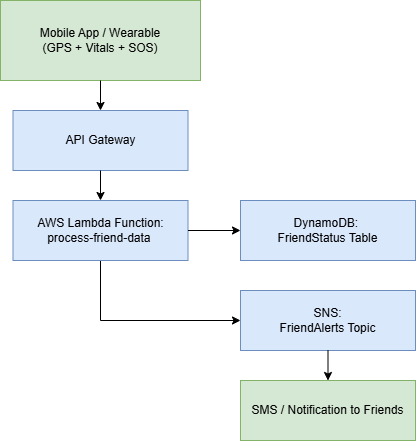 Mobile App / Wearable
(GPS + Vitals + SOS)
API Gateway
AWS Lambda Function:
process-friend-data
DynamoDB:
FriendStatus Table
SNS:
FriendAlerts Topic
SMS / Notification to Friends